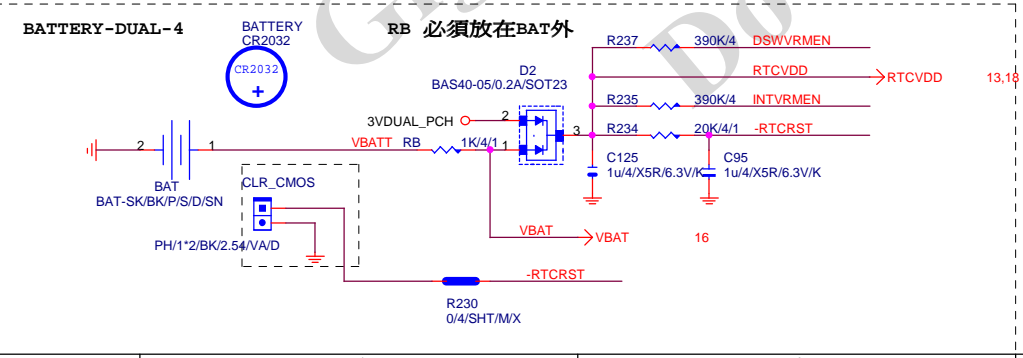 BATTERY-DUAL-4
BATTERY
CR2032
RB 必須放在BAT外
CR2032
+
D2
BAS40-05/0.2A/SOT23
R237
390K/4
DSWVRMEN
RTCVDD
RTCVDD
13,18
3VDUAL_PCH
2
R235
390K/4
INTVRMEN
3
R234
20K/4/1
-RTCRST
2
1
VBATT
RB
1K/4/1
1
C125
1u/4/X5R/6.3V/K
C95
1u/4/X5R/6.3V/K
BAT
BAT-SK/BK/P/S/D/SN
CLR_CMOS
VBAT
VBAT
16
PH/1*2/BK/2.54/VA/D
-RTCRST
R230
0/4/SHT/M/X